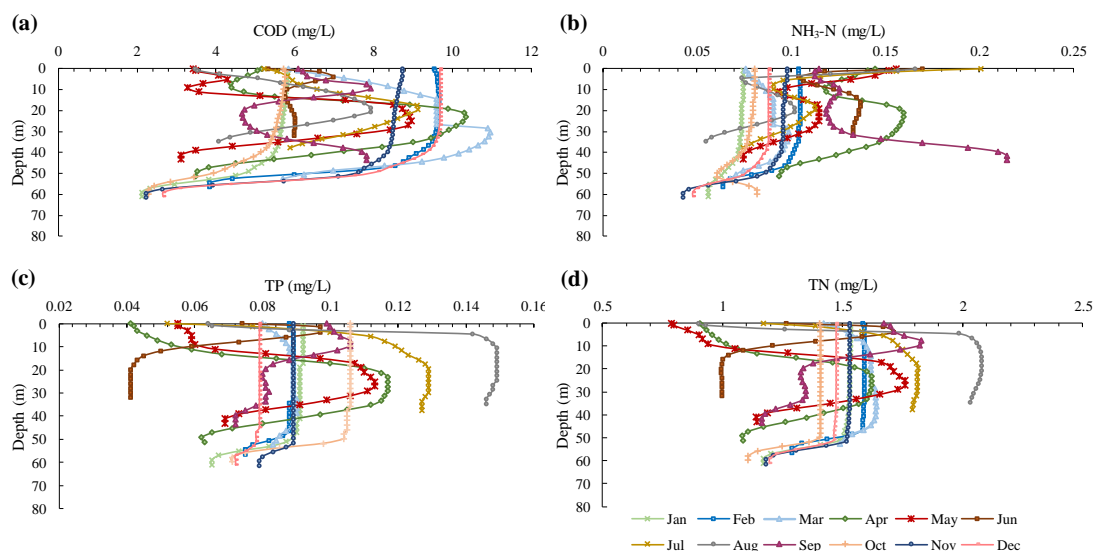 (a)
COD (mg/L)
0 2 4 6 8 10 12
Depth (m)
0
10
20
30
40
50
60
70
80
(b)
NH₃-N (mg/L)
0 0.05 0.1 0.15 0.2 0.25
Depth (m)
0
10
20
30
40
50
60
70
80
(c)
TP (mg/L)
0.02 0.04 0.06 0.08 0.1 0.12 0.14 0.16
Depth (m)
0
10
20
30
40
50
60
70
80
(d)
TN (mg/L)
0.5 1 1.5 2 2.5
Depth (m)
0
10
20
30
40
50
60
70
80
Jan Feb Mar Apr May Jun
Jul Aug Sep Oct Nov Dec